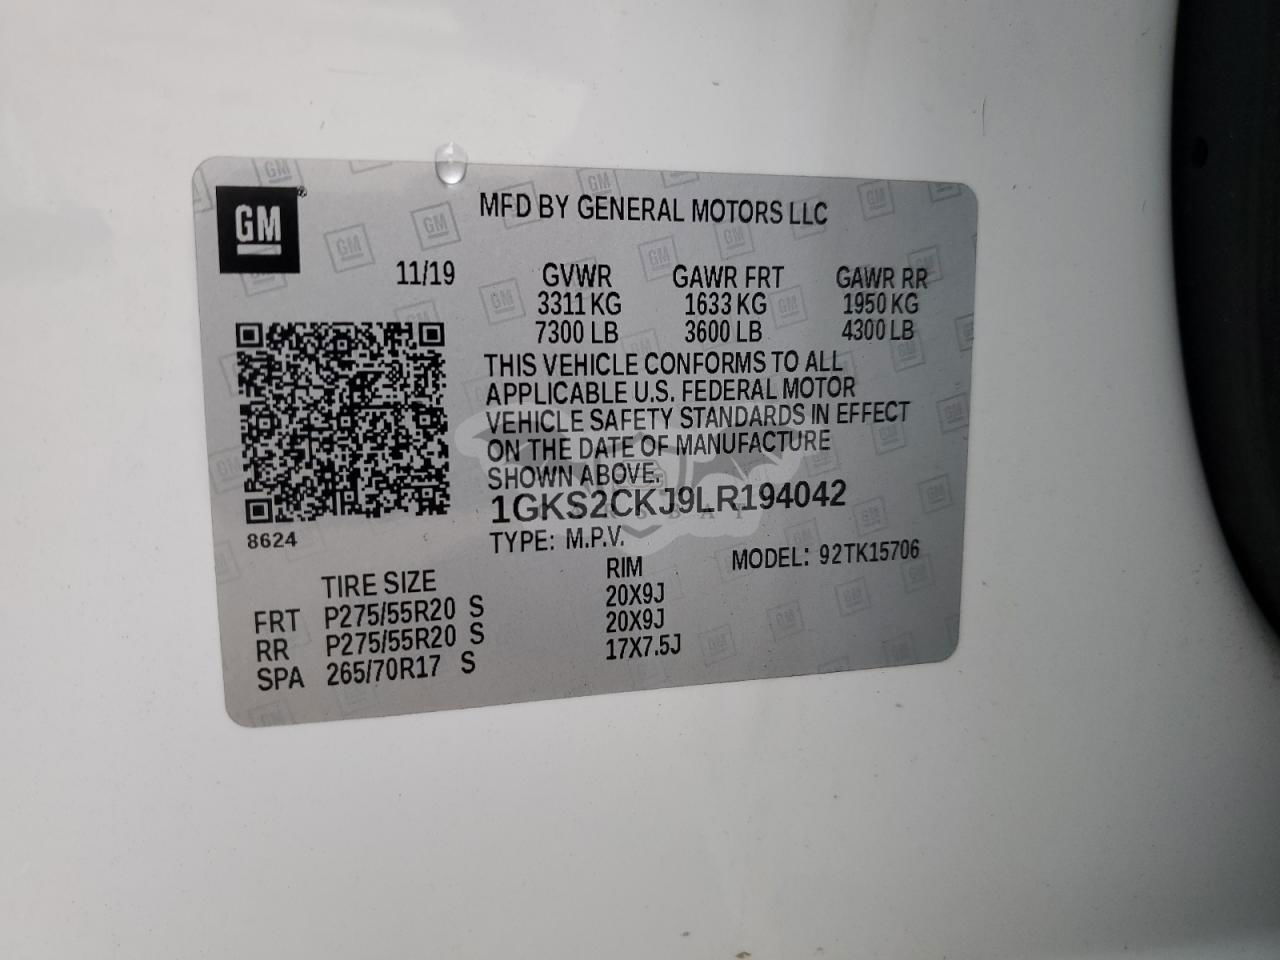 GM
MFD BY GENERAL MOTORS LLC
11/19 GVWR GAWR FRT GAWR RR
3311 KG 1633 KG 1950 KG
7300 LB 3600 LB 4300 LB
THIS VEHICLE CONFORMS TO ALL
APPLICABLE U.S. FEDERAL MOTOR
VEHICLE SAFETY STANDARDS IN EFFECT
ON THE DATE OF MANUFACTURE
SHOWN ABOVE.
1GKS2CKJ9LR194042
8624
TYPE: M.P.V. MODEL: 92TK15706
TIRE SIZE RIM
FRT P275/55R20 S 20X9J
RR P275/55R20 S 20X9J
SPA 265/70R17 S 17X7.5J